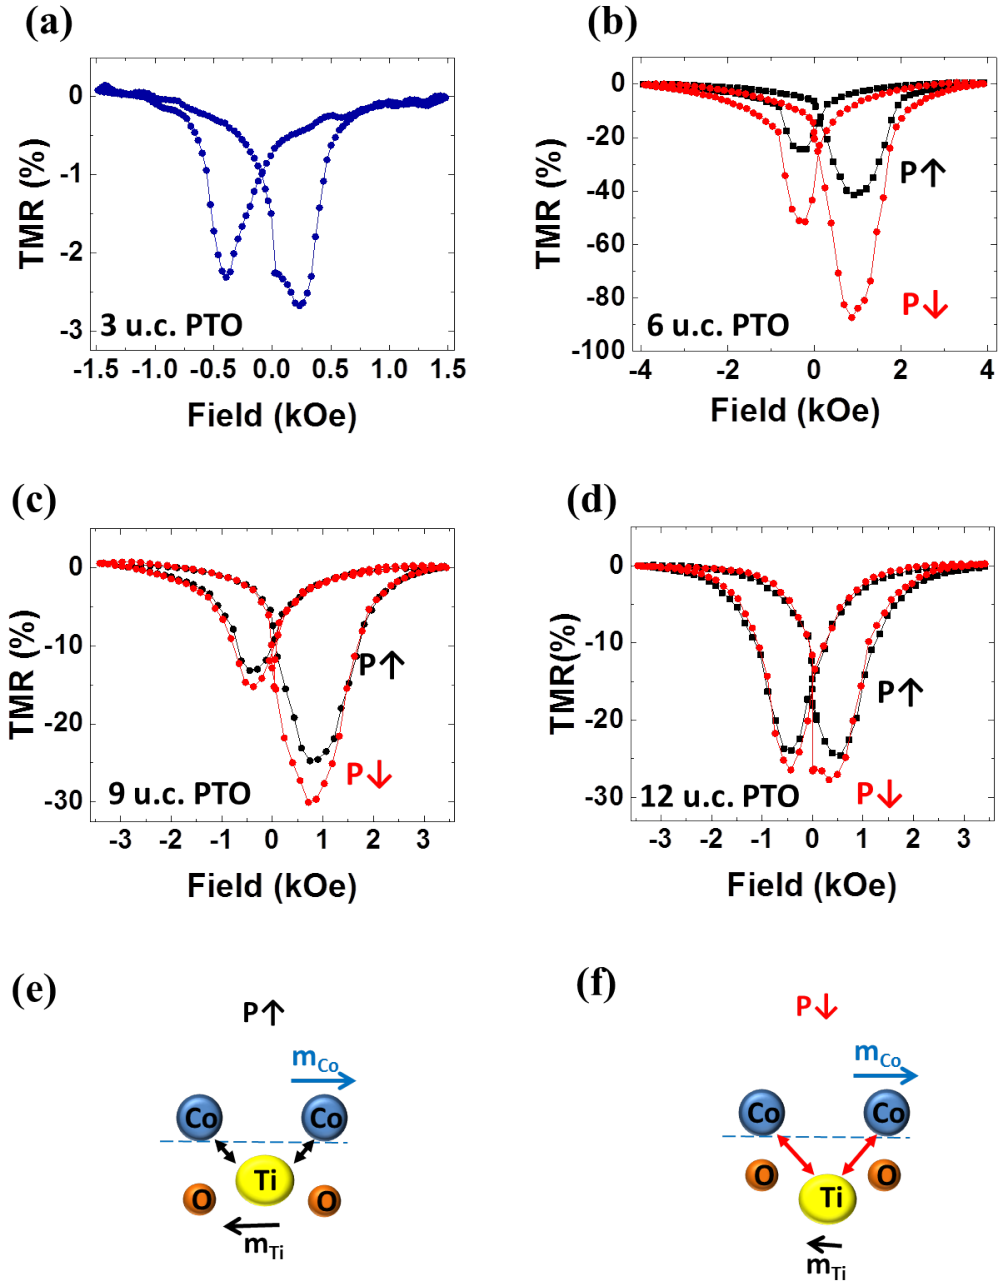 (a)
TMR (%)
0
-1
-2
-3
3 u.c. PTO
-1.5 -1.0 -0.5 0.0 0.5 1.0 1.5
Field (kOe)
(b)
TMR (%)
0
-20
-40
-60
-80
-100
P↑
P↓
6 u.c. PTO
-4 -2 0 2 4
Field (kOe)
(c)
TMR (%)
0
-10
-20
-30
P↑
P↓
9 u.c. PTO
-3 -2 -1 0 1 2 3
Field (kOe)
(d)
TMR(%)
0
-10
-20
-30
P↑
P↓
12 u.c. PTO
-3 -2 -1 0 1 2 3
Field (kOe)
(e)
P↑
mCo
Co Co
Ti
O O
mTi
(f)
P↓
mCo
Co Co
O O
Ti
mTi